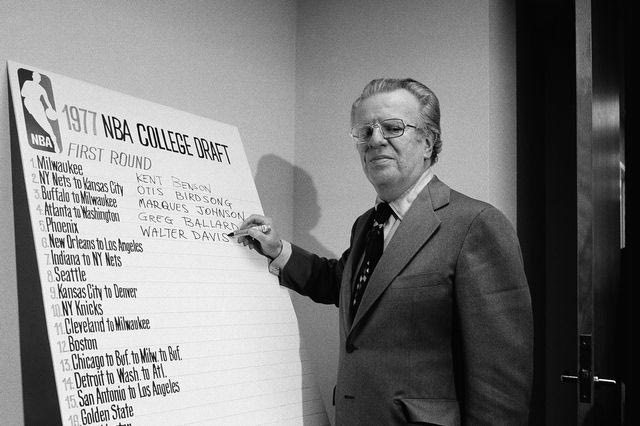 NBA
1977 NBA COLLEGE DRAFT
FIRST ROUND
1. Milwaukee KENT BENSON
2. NY Nets to Kansas City OTIS BIRDSONG
3. Buffalo to Milwaukee MARQUES JOHNSON
4. Atlanta to Washington GREG BALLARD
5. Phoenix WALTER DAVIS
6. New Orleans to Los Angeles
7. Indiana to NY Nets
8. Seattle
9. Kansas City to Denver
10. NY Knicks
11. Cleveland to Milwaukee
12. Boston
13. Chicago to Buf. to Milw. to Buf.
14. Detroit to Wash. to Atl.
15. San Antonio to Los Angeles
16. Golden State